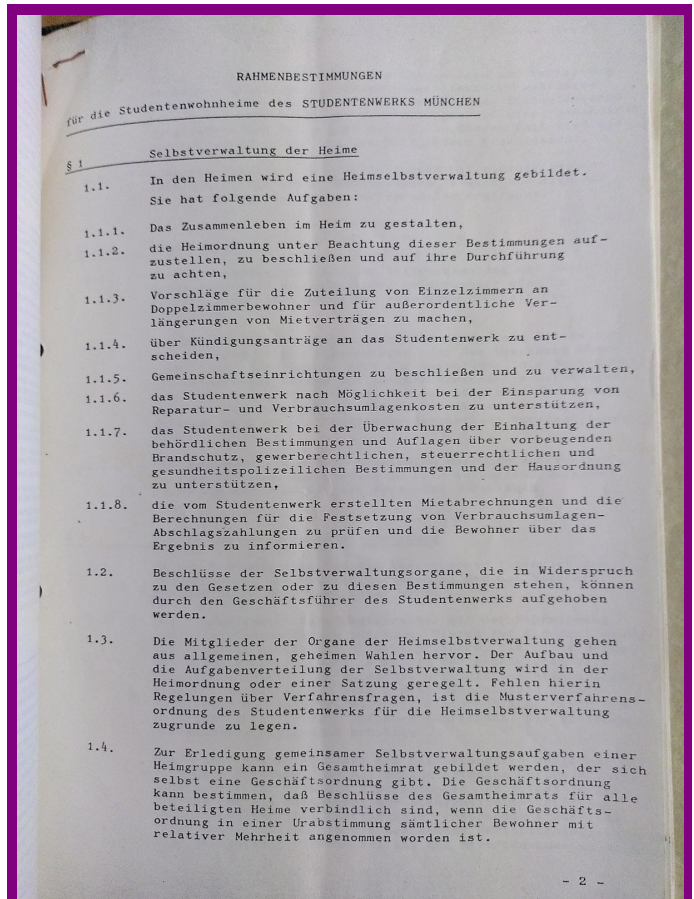 RAHMENBESTIMMUNGEN
für die Studentenwohnheime des STUDENTENWERKS MÜNCHEN
§ 1 Selbstverwaltung der Heime
1.1. In den Heimen wird eine Heimselbstverwaltung gebildet.
Sie hat folgende Aufgaben:
1.1.1. Das Zusammenleben im Heim zu gestalten,
1.1.2. die Heimordnung unter Beachtung dieser Bestimmungen auf-
zustellen, zu beschließen und auf ihre Durchführung
zu achten,
1.1.3. Vorschläge für die Zuteilung von Einzelzimmern an
Doppelzimmerbewohner und für außerordentliche Ver-
längerungen von Mietverträgen zu machen,
1.1.4. über Kündigungsanträge an das Studentenwerk zu ent-
scheiden,
1.1.5. Gemeinschaftseinrichtungen zu beschließen und zu verwalten,
1.1.6. das Studentenwerk nach Möglichkeit bei der Einsparung von
Reparatur- und Verbrauchsumlagenkosten zu unterstützen,
1.1.7. das Studentenwerk bei der Überwachung der Einhaltung der
behördlichen Bestimmungen und Auflagen über vorbeugenden
Brandschutz, gewerberechtlichen, steuerrechtlichen und
gesundheitspolizeilichen Bestimmungen und der Hausordnung
zu unterstützen,
1.1.8. die vom Studentenwerk erstellten Mietabrechnungen und die
Berechnungen für die Festsetzung von Verbrauchsumlagen-
Abschlagszahlungen zu prüfen und die Bewohner über das
Ergebnis zu informieren.
1.2. Beschlüsse der Selbstverwaltungsorgane, die in Widerspruch
zu den Gesetzen oder zu diesen Bestimmungen stehen, können
durch den Geschäftsführer des Studentenwerks aufgehoben
werden.
1.3. Die Mitglieder der Organe der Heimselbstverwaltung gehen
aus allgemeinen, geheimen Wahlen hervor. Der Aufbau und
die Aufgabenverteilung der Selbstverwaltung wird in der
Heimordnung oder einer Satzung geregelt. Fehlen hierin
Regelungen über Verfahrensfragen, ist die Musterverfahrens-
ordnung des Studentenwerks für die Heimselbstverwaltung
zugrunde zu legen.
1.4. Zur Erledigung gemeinsamer Selbstverwaltungsaufgaben einer
Heimgruppe kann ein Gesamtheimrat gebildet werden, der sich
selbst eine Geschäftsordnung gibt. Die Geschäftsordnung
kann bestimmen, daß Beschlüsse des Gesamtheimrats für alle
beteiligten Heime verbindlich sind, wenn die Geschäfts-
ordnung in einer Urabstimmung sämtlicher Bewohner mit
relativer Mehrheit angenommen worden ist.
- 2 -